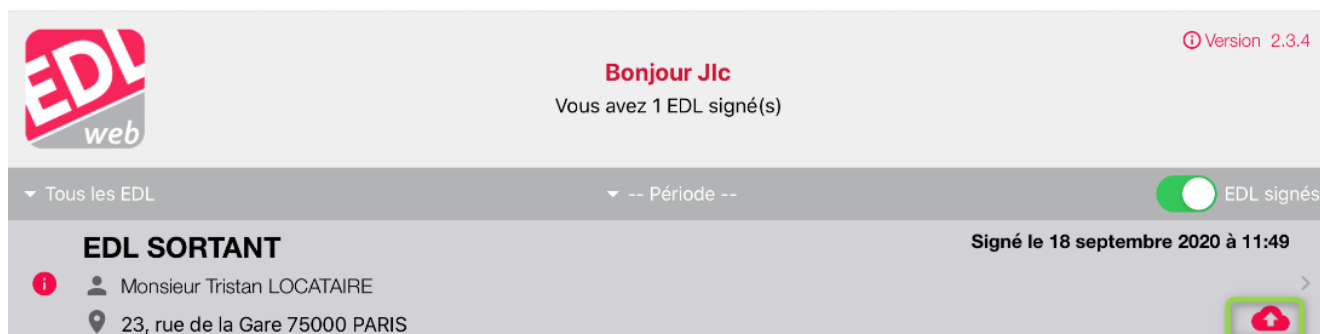 EDL
web
Version 2.3.4
Bonjour Jlc
Vous avez 1 EDL signé(s)
Tous les EDL
-- Période --
EDL signés
EDL SORTANT
Signé le 18 septembre 2020 à 11:49
Monsieur Tristan LOCATAIRE
23, rue de la Gare 75000 PARIS